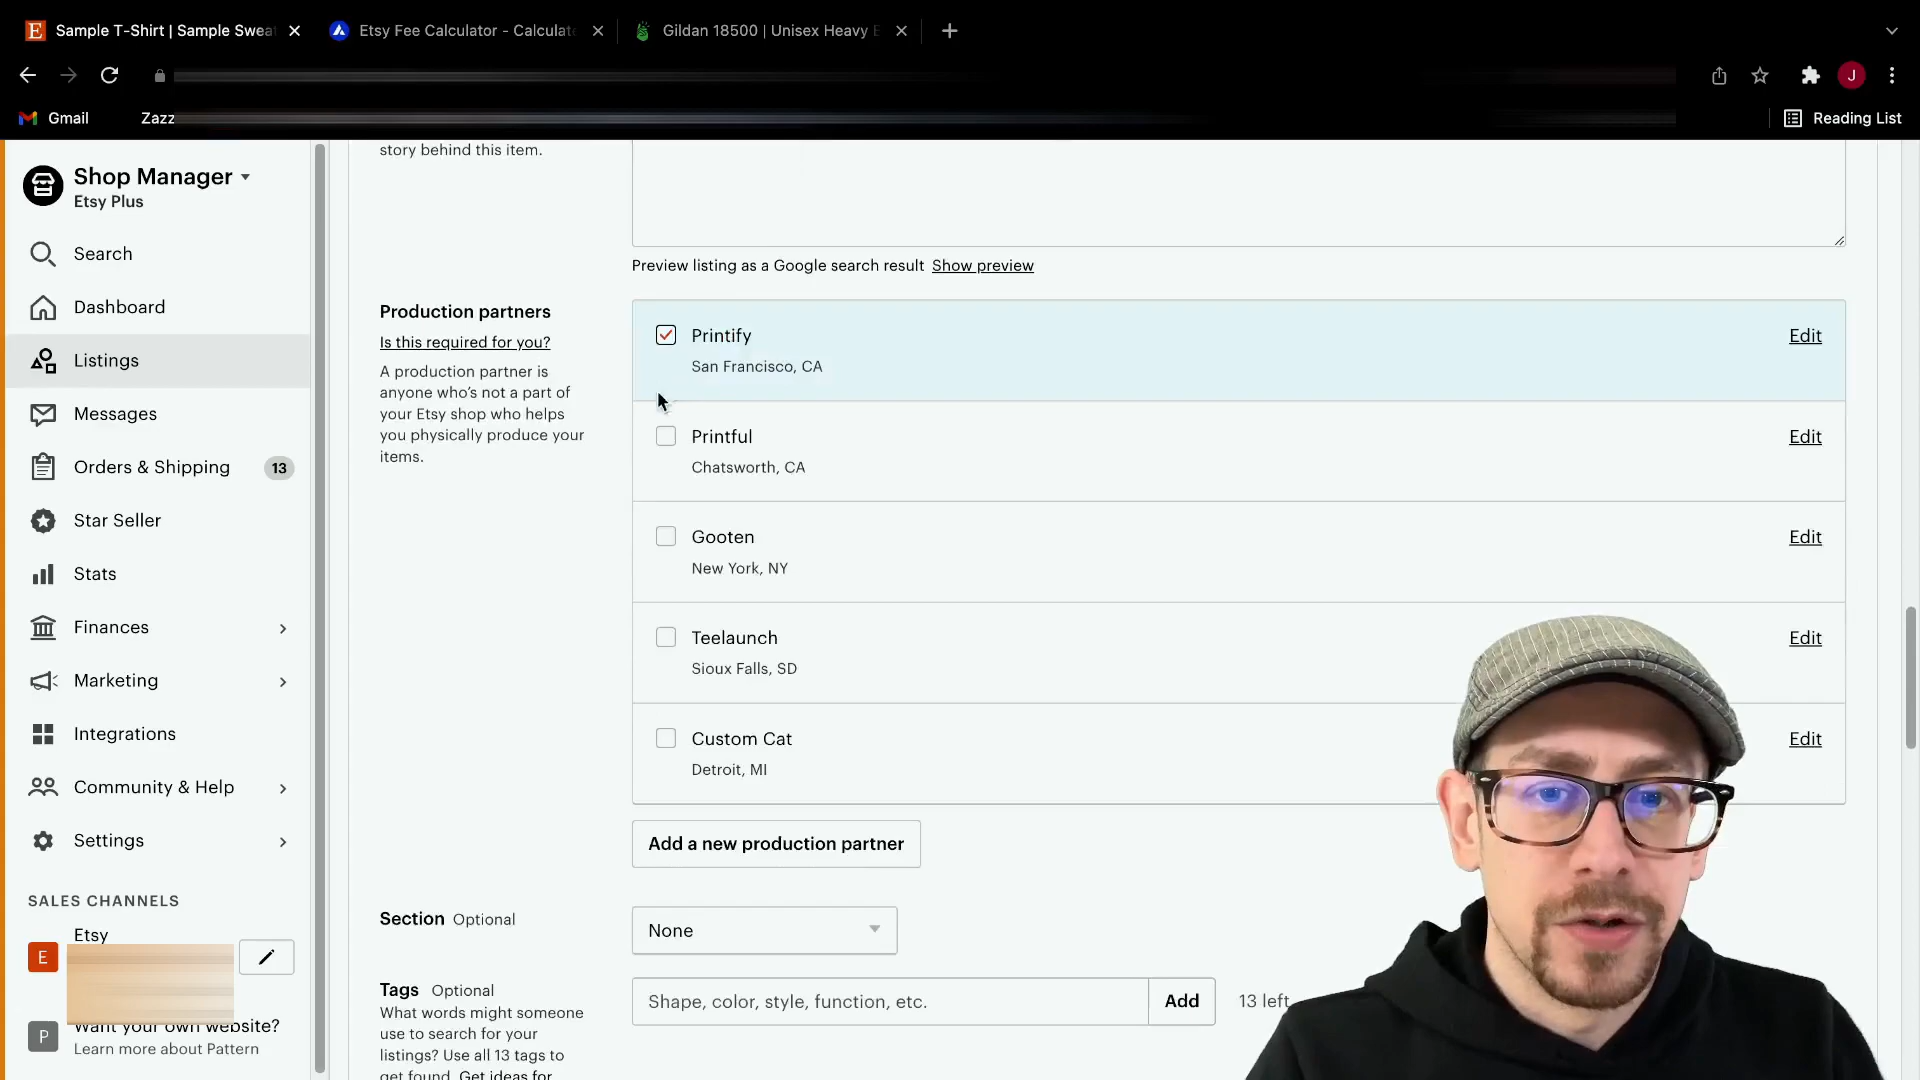 Sample T-Shirt | Sample Swea
Etsy Fee Calculator - Calculat
Gildan 18500 | Unisex Heavy
J
Gmail
Zazz
Reading List
Shop Manager
Etsy Plus
Search
Dashboard
Listings
Messages
Orders & Shipping 13
Star Seller
Stats
Finances
Marketing
Integrations
Community & Help
Settings
SALES CHANNELS
Etsy
E
Want your own website?
P
Learn more about Pattern
story behind this item.
Preview listing as a Google search result Show preview
Production partners
Is this required for you?
A production partner is
anyone who's not a part of
your Etsy shop who helps
you physically produce your
items.
Printify Edit
San Francisco, CA
Printful Edit
Chatsworth, CA
Gooten Edit
New York, NY
Teelaunch Edit
Sioux Falls, SD
Custom Cat Edit
Detroit, MI
Add a new production partner
Section Optional
None
Tags Optional
What words might someone
use to search for your
listings? Use all 13 tags to
get found. Get ideas for
Shape, color, style, function, etc. Add 13 left